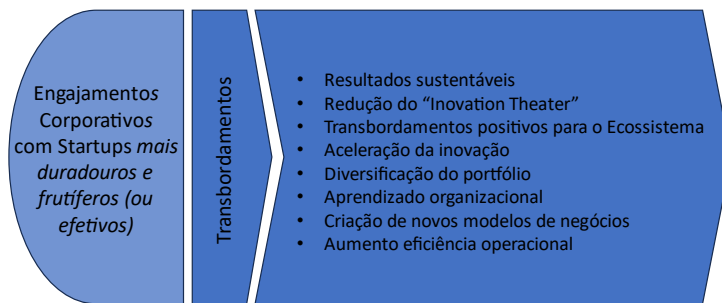 Engajamentos
Corporativos
com Startups mais
duradouros e
frutíferos (ou
efetivos)
Transbordamentos
• Resultados sustentáveis
• Redução do “Inovation Theater”
• Transbordamentos positivos para o Ecossistema
• Aceleração da inovação
• Diversificação do portfólio
• Aprendizado organizacional
• Criação de novos modelos de negócios
• Aumento eficiência operacional